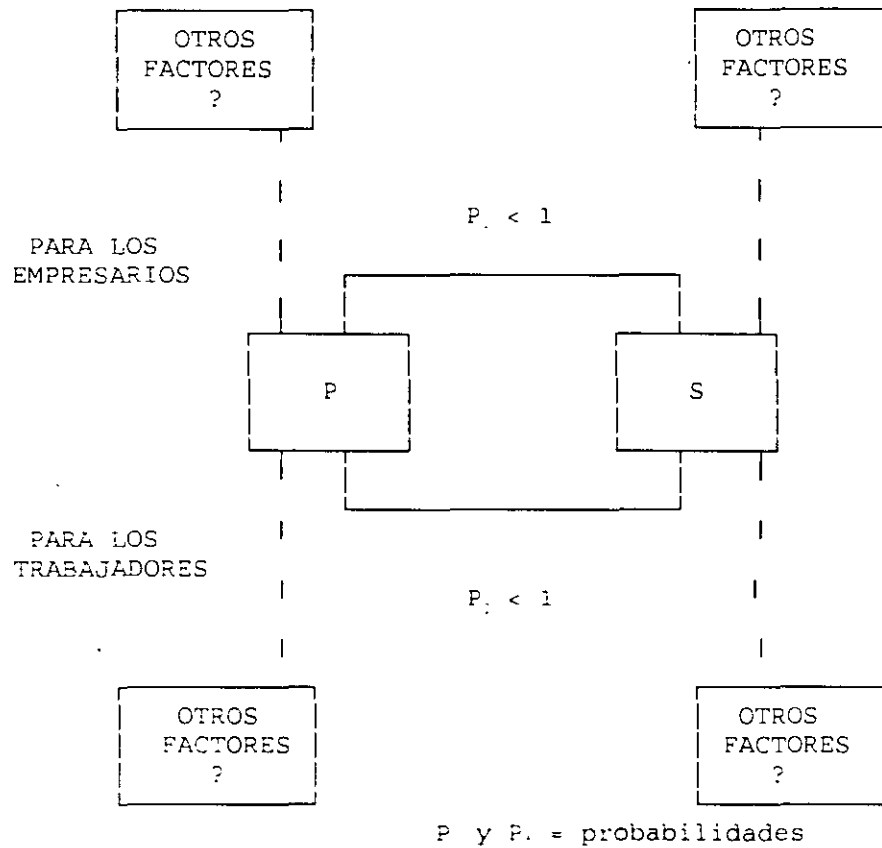 OTROS
FACTORES
?
OTROS
FACTORES
?
P. < 1
PARA LOS
EMPRESARIOS
P
S
PARA LOS
TRABAJADORES
P. < 1
OTROS
FACTORES
?
OTROS
FACTORES
?
P y P. = probabilidades